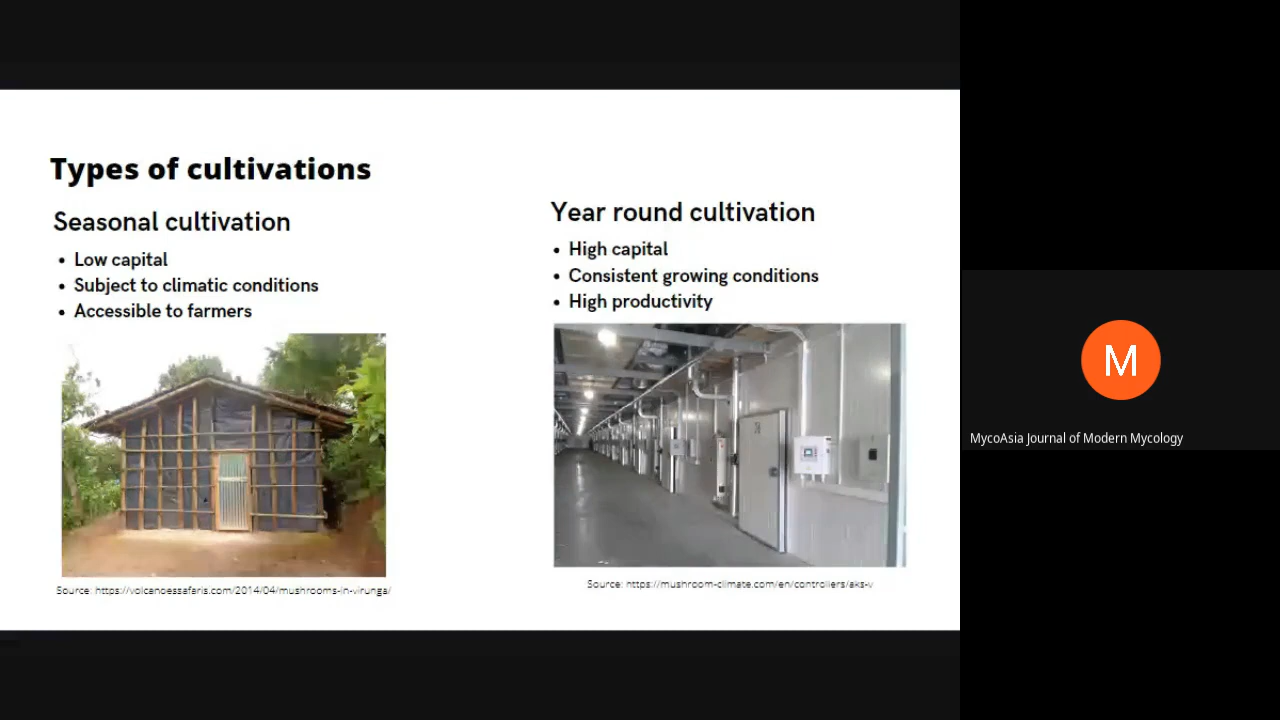 Types of cultivations
Seasonal cultivation
• Low capital
• Subject to climatic conditions
• Accessible to farmers
Source: https://volcanoessafaris.com/2014/04/mushrooms-in-virunga/
Year round cultivation
• High capital
• Consistent growing conditions
• High productivity
Source: https://mushroom-climate.com/en/controllers/aks-v
M
MycoAsia Journal of Modern Mycology